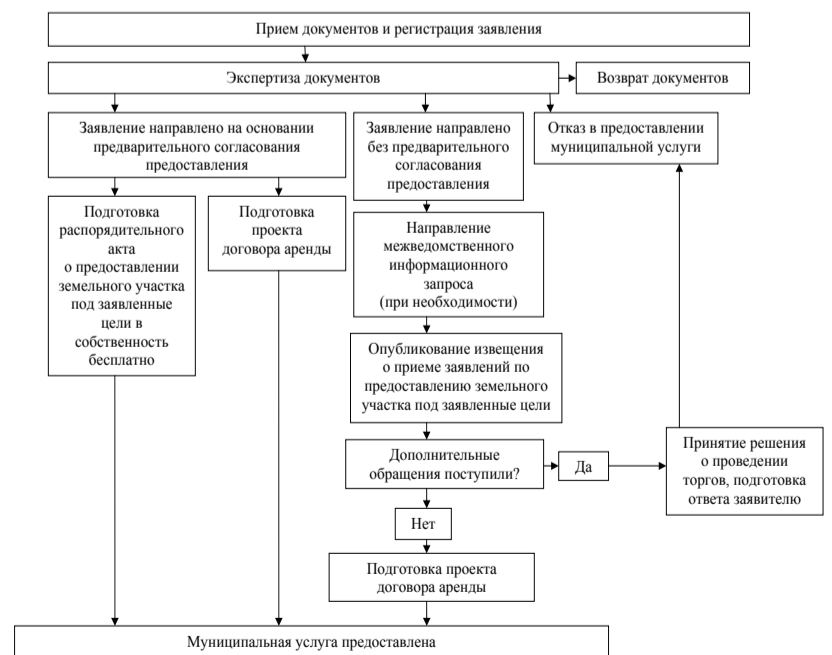 Прием документов и регистрация заявления
Экспертиза документов
Возврат документов
Заявление направлено на основании
предварительного согласования
предоставления
Заявление направлено
без предварительного
согласования
предоставления
Отказ в предоставлении
муниципальной услуги
Подготовка
распорядительного
акта
о предоставлении
земельного участка
под заявленные
цели в
собственность
бесплатно
Подготовка
проекта
договора аренды
Направление
межведомственного
информационного
запроса
(при необходимости)
Опубликование извещения
о приеме заявлений по
предоставлению земельного
участка под заявленные цели
Дополнительные
обращения поступили?
Да
Принятие решения
о проведении
торгов, подготовка
ответа заявителю
Нет
Подготовка проекта
договора аренды
Муниципальная услуга предоставлена